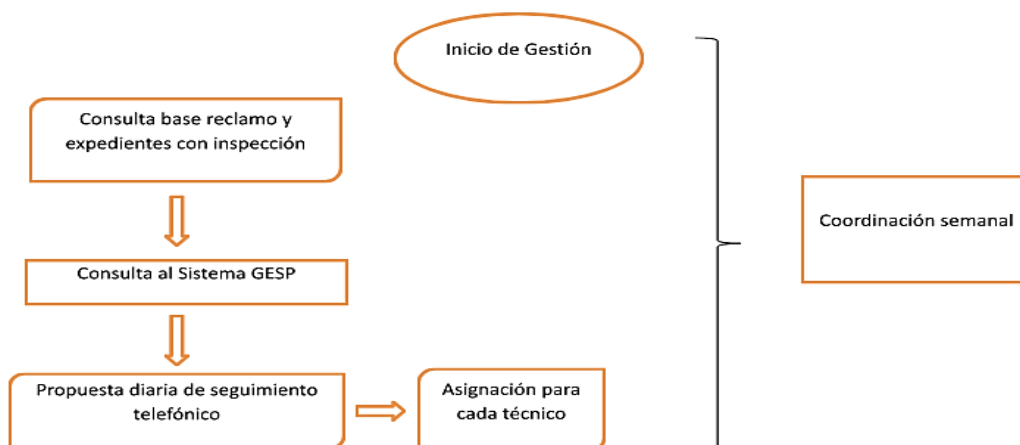 Inicio de Gestión
Consulta base reclamo y
expedientes con inspección
Coordinación semanal
Consulta al Sistema GESP
Propuesta diaria de seguimiento
telefónico
Asignación para
cada técnico